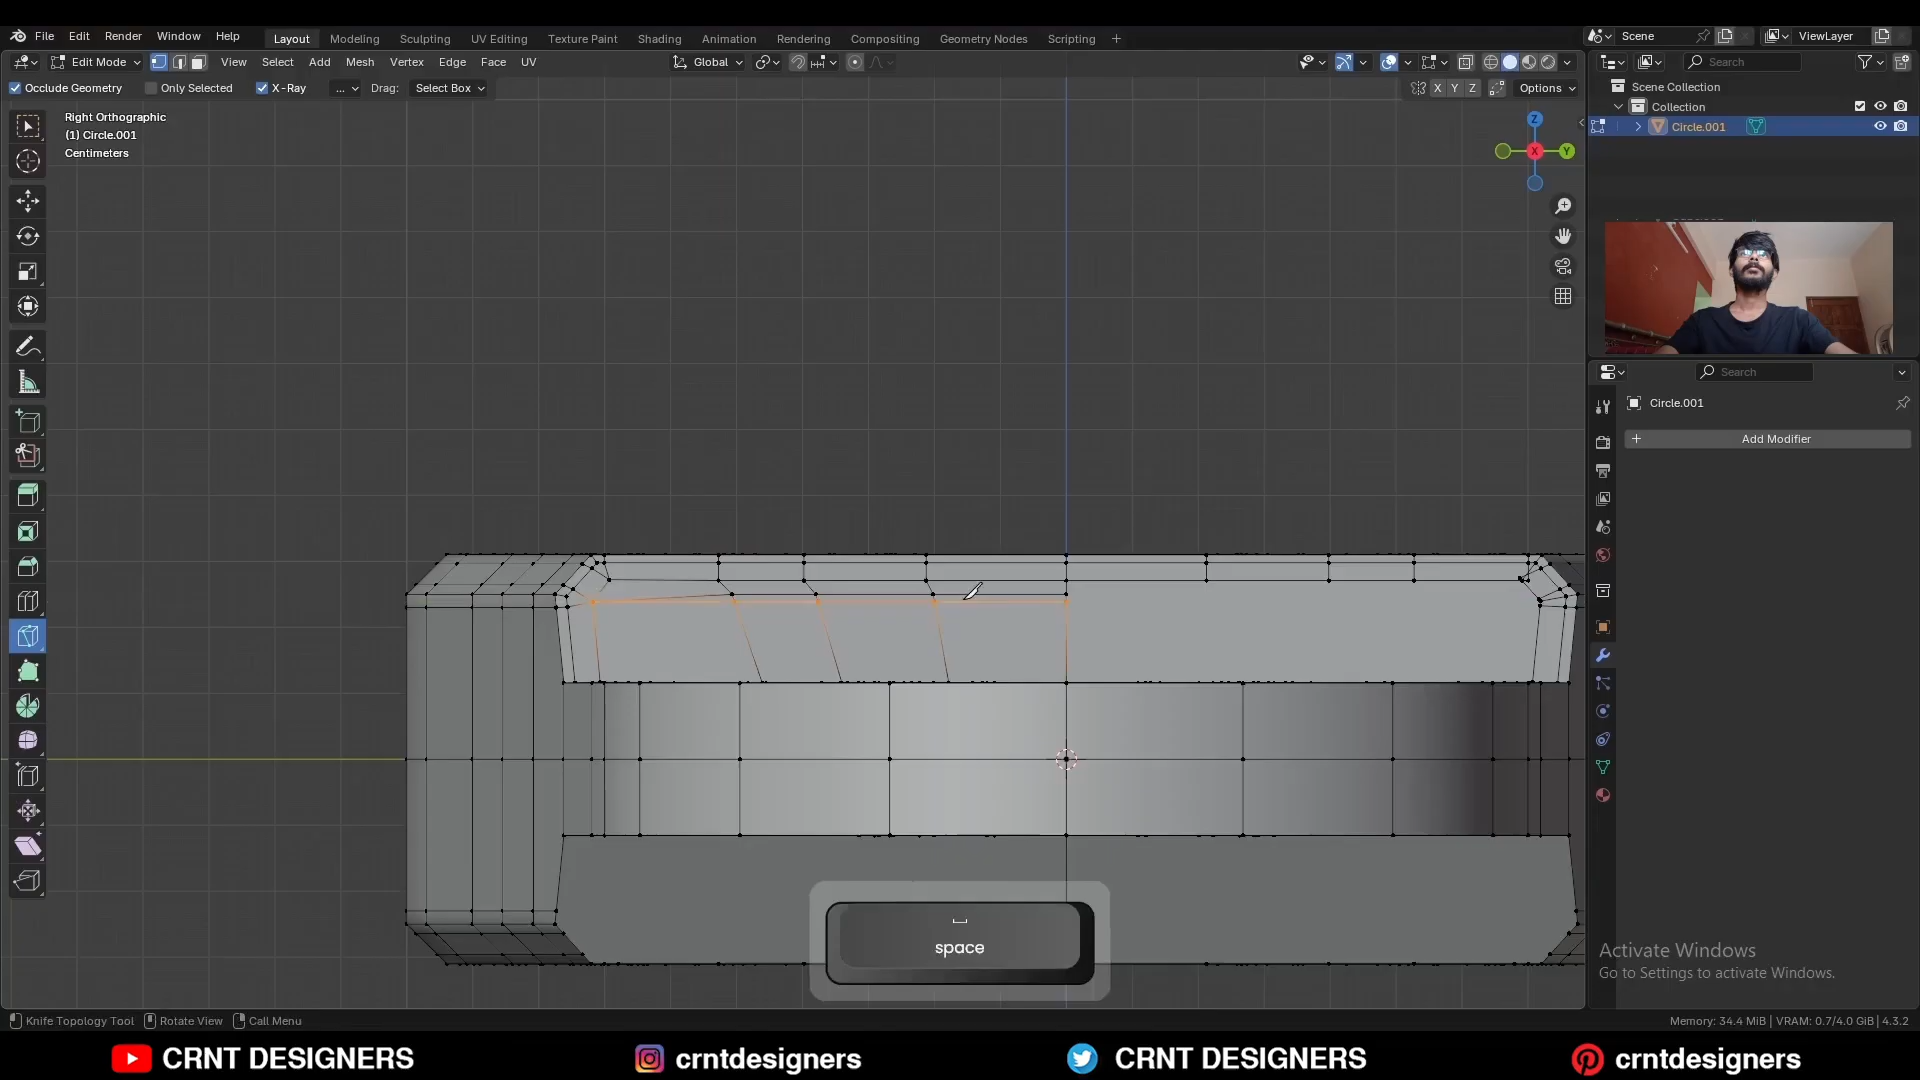 File Edit Render Window Help Layout Modeling Sculpting UV Editing Texture Paint Shading Animation Rendering Compositing Geometry Nodes Scripting + Scene ViewLayer
Edit Mode View Select Add Mesh Vertex Edge Face UV Global Search
Occlude Geometry Only Selected X-Ray ... Drag: Select Box X Y Z Options
Scene Collection
Collection
Circle.001
Right Orthographic
(1) Circle.001
Centimeters
Z
X
Y
Search
Circle.001
+ Add Modifier
space
Activate Windows
Go to Settings to activate Windows.
Knife Topology Tool Rotate View Call Menu Memory: 34.4 MiB | VRAM: 0.7/4.0 GiB | 4.3.2
CRNT DESIGNERS crntdesigners CRNT DESIGNERS crntdesigners